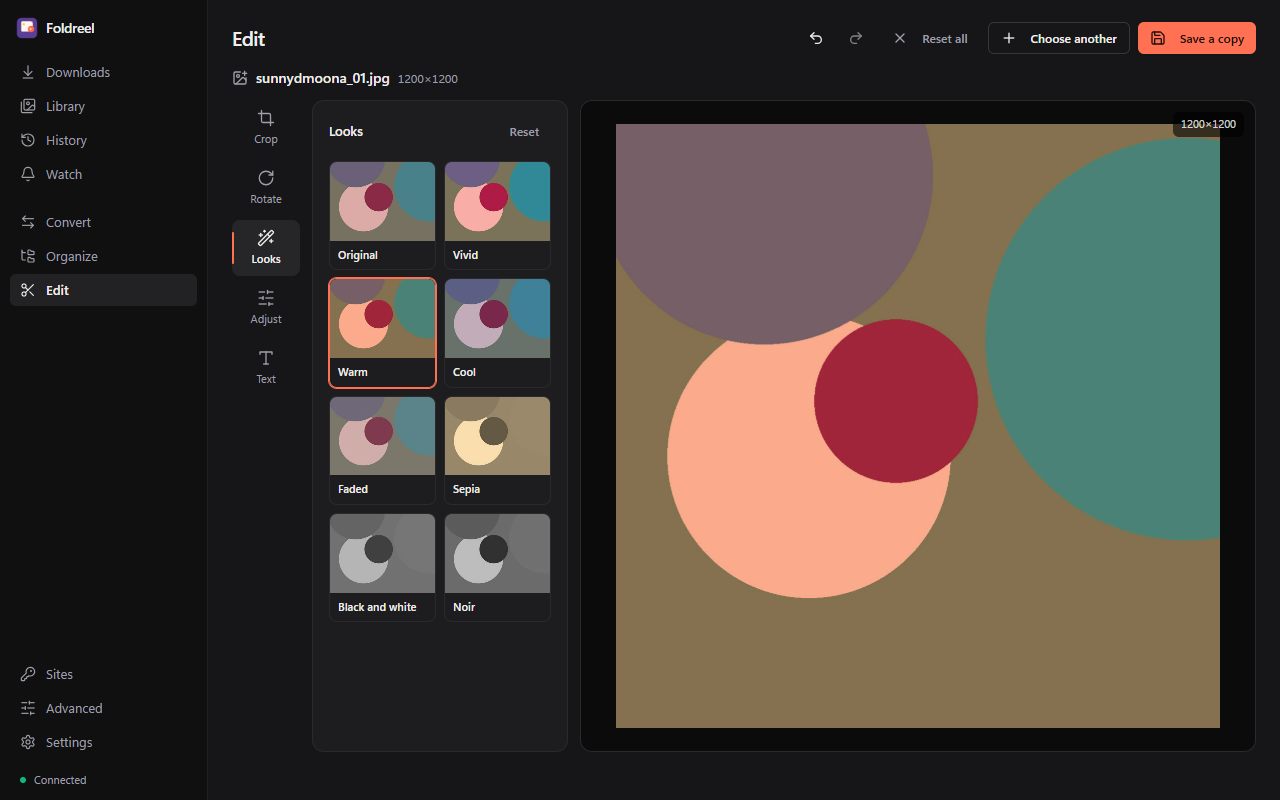 Foldreel
Downloads
Library
History
Watch
Convert
Organize
Edit
Sites
Advanced
Settings
Connected
Edit
Reset all
Choose another
Save a copy
sunnydmoona_01.jpg 1200×1200
Crop
Rotate
Looks
Adjust
Text
Looks
Reset
Original
Vivid
Warm
Cool
Faded
Sepia
Black and white
Noir
1200×1200